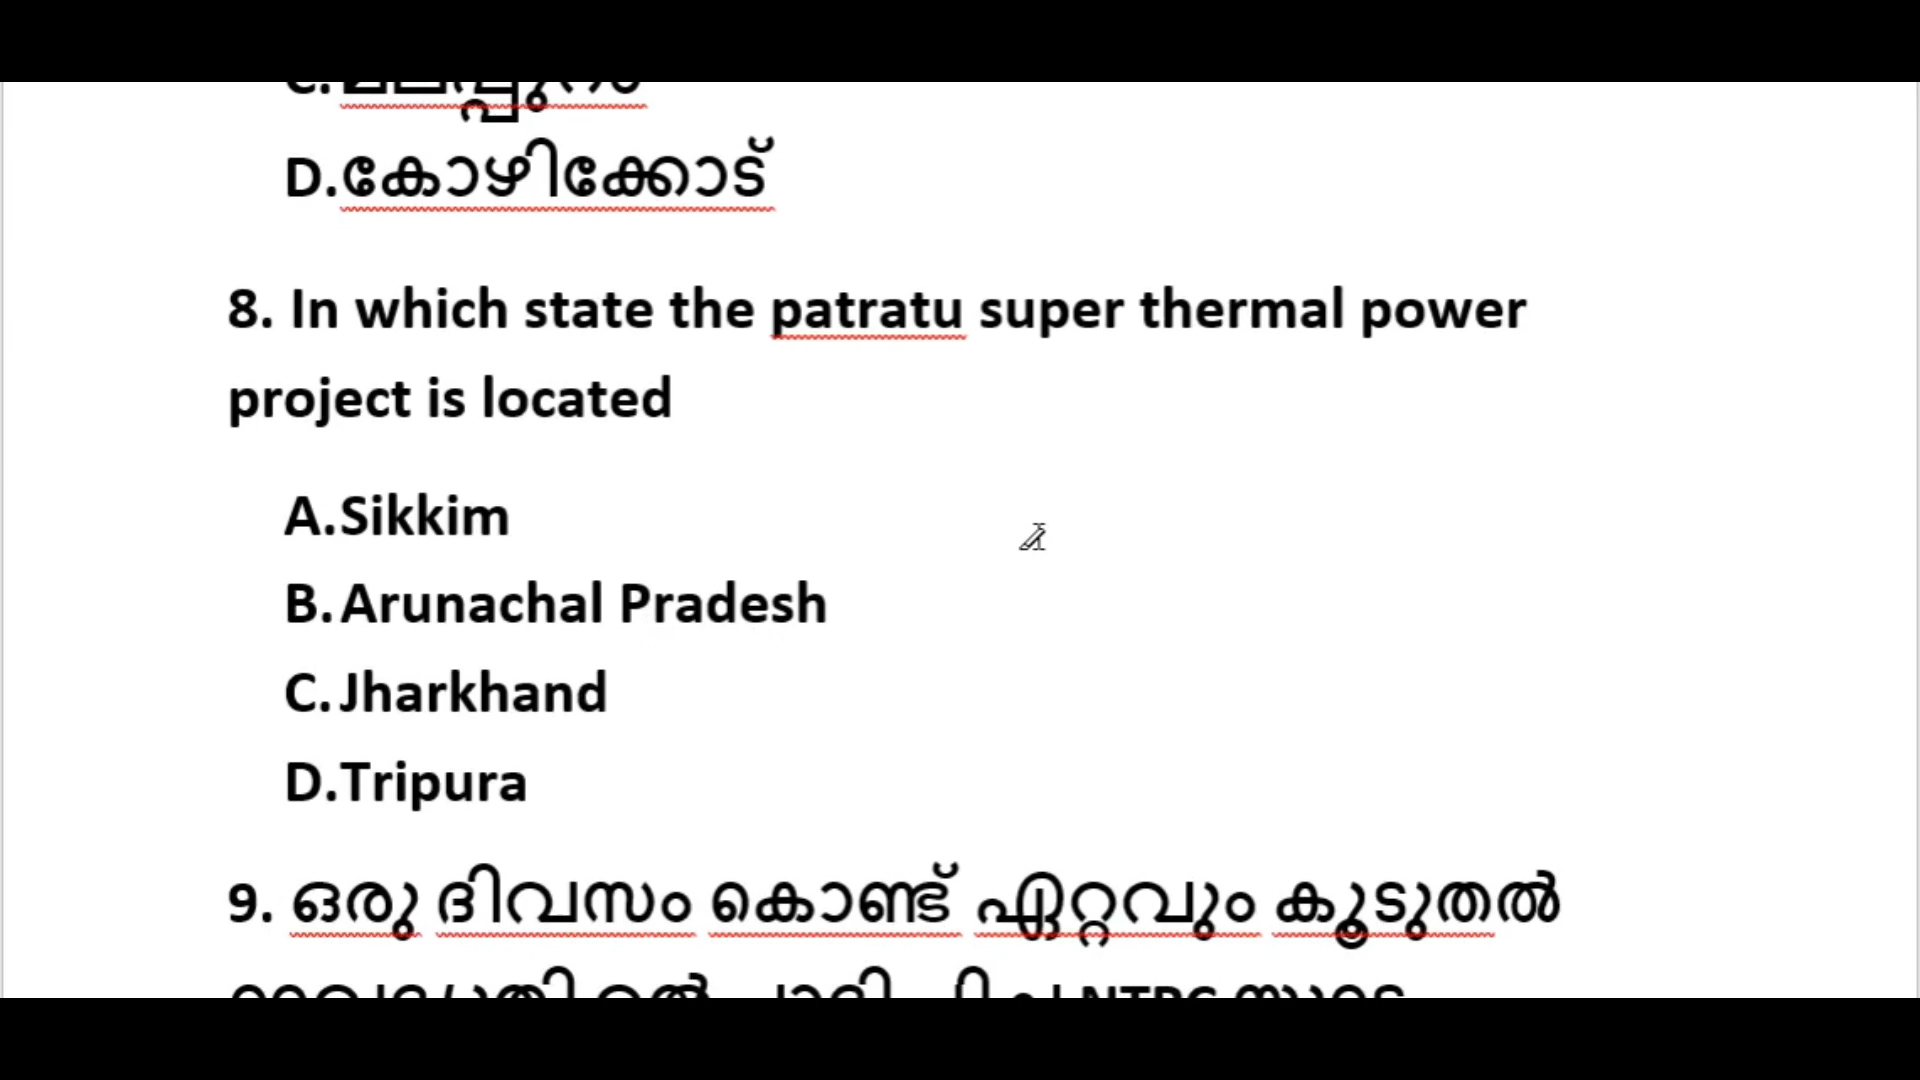 D.കോഴിക്കോട്
8. In which state the patratu super thermal power
project is located
A.Sikkim
B.Arunachal Pradesh
C.Jharkhand
D.Tripura
9. ഒരു ദിവസം കൊണ്ട് ഏറ്റവും കൂടുതൽ
NTPC യുടെ